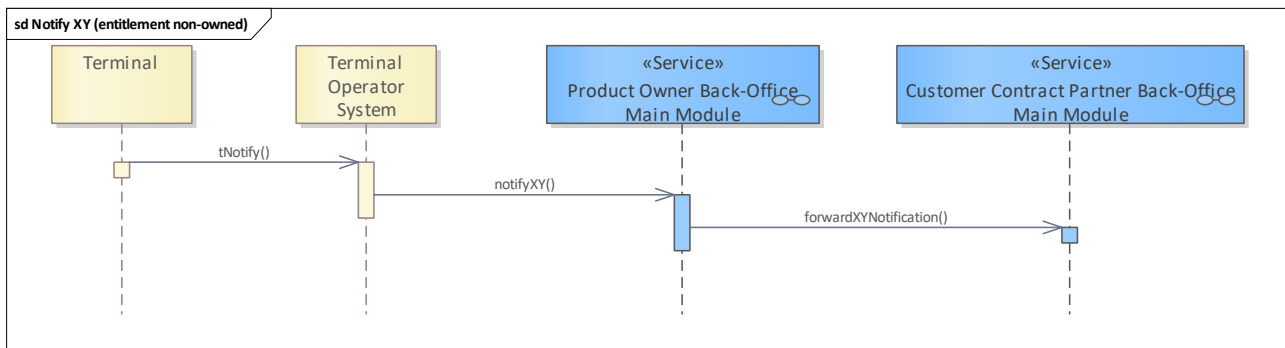 sd Notify XY (entitlement non-owned)
Terminal
Terminal
Operator
System
«Service»
Product Owner Back-Office
Main Module
«Service»
Customer Contract Partner Back-Office
Main Module
tNotify()
notifyXY()
forwardXYNotification()